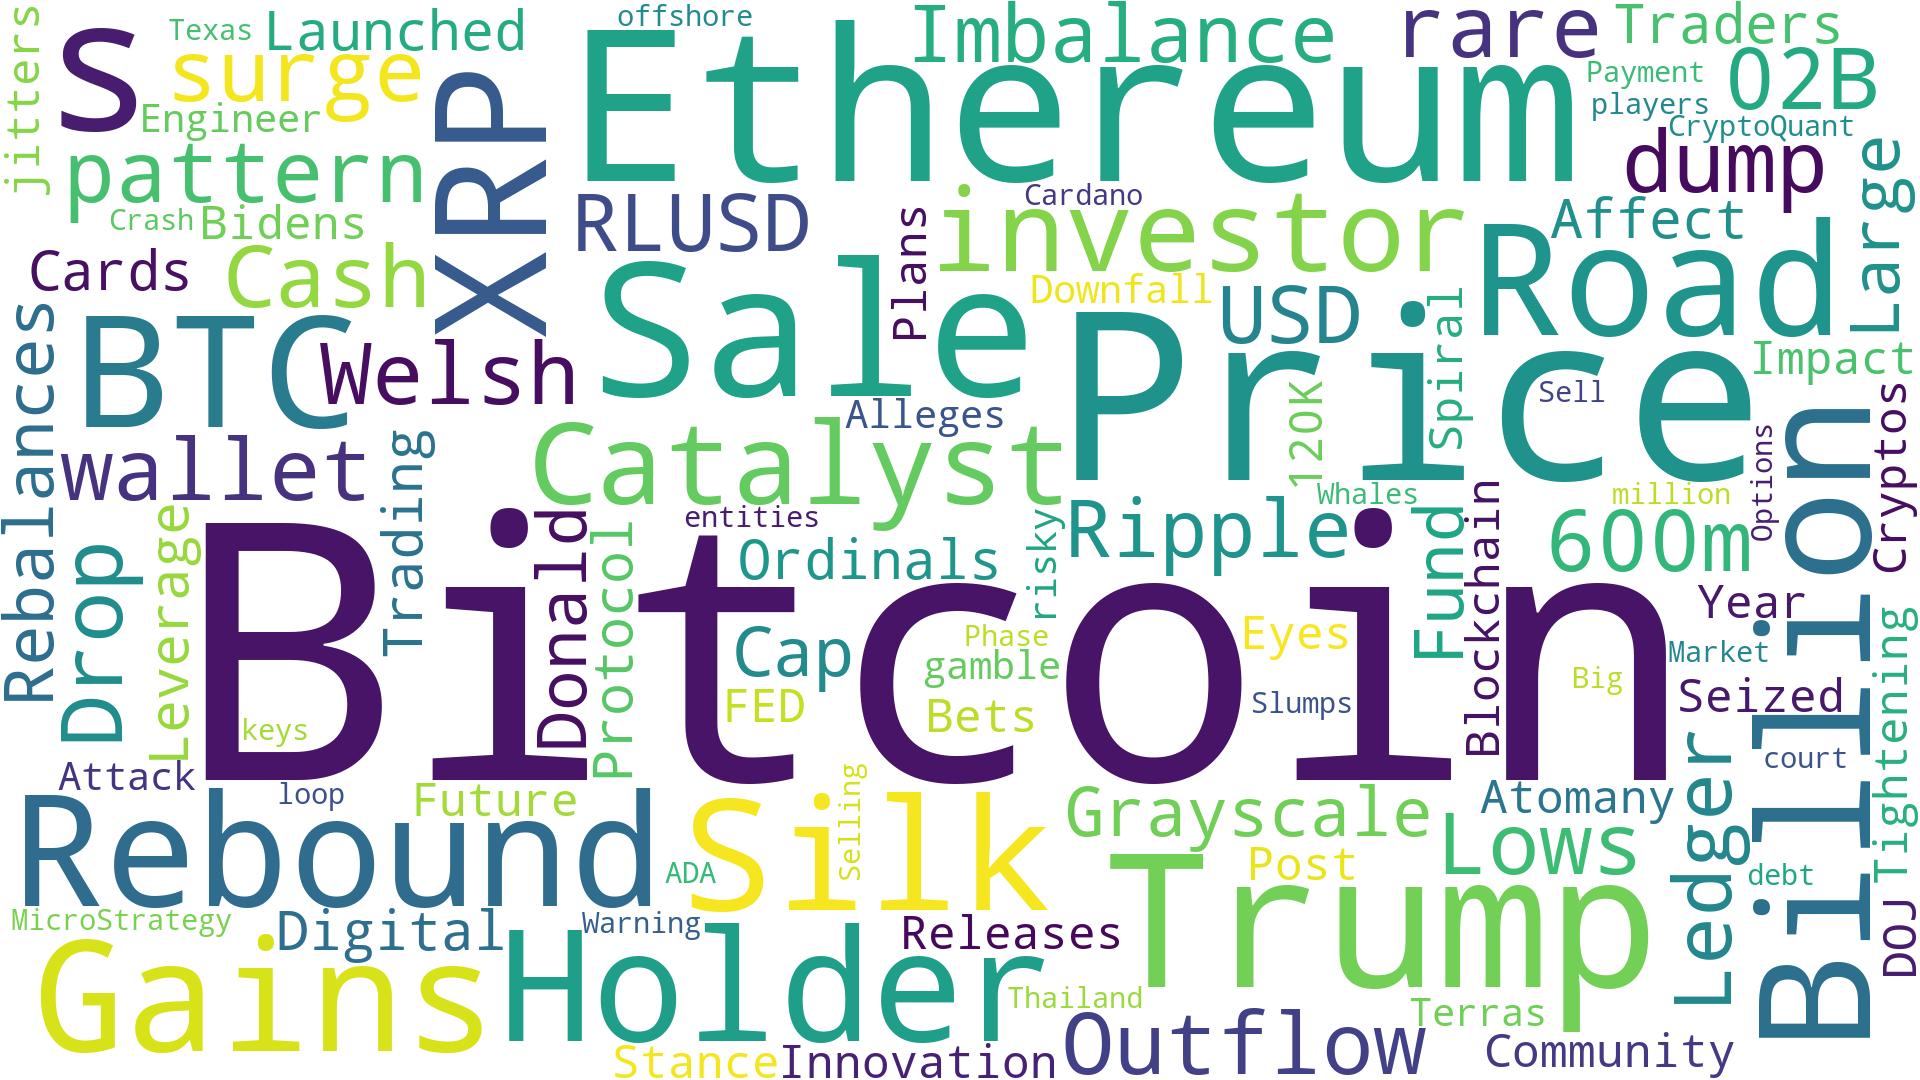 jitters
s
Texas
Launched
surge
Engineer
pattern
Crash
Bidens
XRP
offshore
Ethereum
Imbalance
rare
Traders
Payment
02B
players
CryptoQuant
dump
Large
Cards
Cash
RLUSD
Cardano
investor
Plans
Downfall
USD
Affect
Road
Rebalances
BTC
Welsh
Sale
Price
Spiral
Impact
wallet
Trading
Catalyst
Alleges
120K
Sell
Whales
million
Options
Cryptos
Drop
Leverage
Donald
Protocol
entities
Ordinals
risky
Ripple
Fund
Blockchain
600m
Billion
Bitcoin
Cap
Phase
gamble
Eyes
Year
Market
Tightening
FED
Bets
Slumps
Big
Seized
keys
Attack
loop
Future
Rebound
Silk
Selling
Grayscale
Lows
Atomany
Ledger
court
ADA
Post
Trump
debt
DOJ
MicroStrategy
Digital
Warning
Releases
Gains
Holder
Thailand
Terras
Stance
Innovation
Outflow
Community